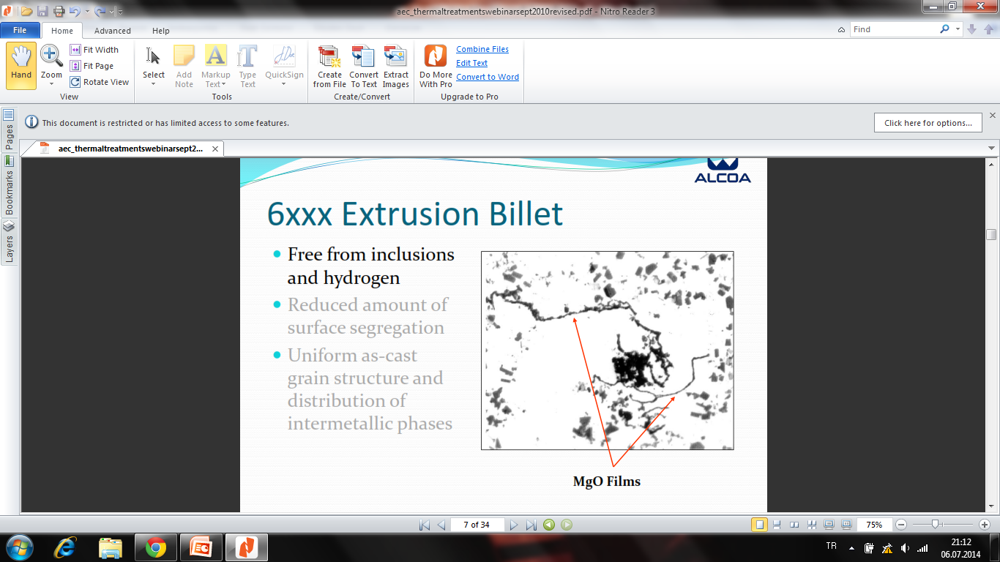 aec_thermaltreatmentswebinarsept2010revised.pdf - Nitro Reader 3
File
Home
Advanced
Help
Find
Hand
Zoom
Fit Width
Fit Page
Rotate View
View
Select
Add
Note
Markup
Text
Type
Text
QuickSign
Tools
Create
from File
Convert
To Text
Extract
Images
Create/Convert
Do More
With Pro
Combine Files
Edit Text
Convert to Word
Upgrade to Pro
This document is restricted or has limited access to some features.
Click here for options...
Pages
Bookmarks
Layers
aec_thermaltreatmentswebinarsept2...
ALCOA
6xxx Extrusion Billet
Free from inclusions
and hydrogen
Reduced amount of
surface segregation
Uniform as-cast
grain structure and
distribution of
intermetallic phases
MgO Films
7 of 34
75%
TR
21:12
06.07.2014